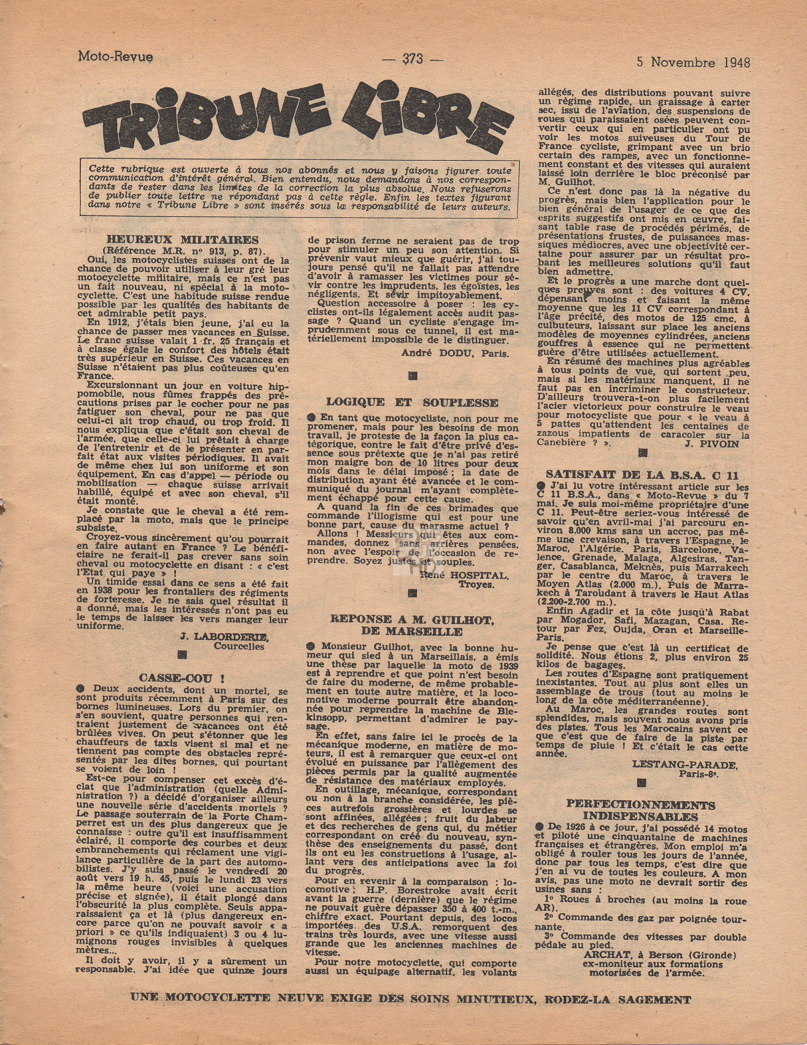 Moto-Revue
— 373 —
5 Novembre 1948
TRIBUNE LIBRE
Cette rubrique est ouverte à tous nos abonnés et nous y faisons figurer toute
communication d'intérêt général. Bien entendu, nous demandons à nos correspon-
dants de rester dans les limites de la correction la plus absolue. Nous refuserons
de publier toute lettre ne répondant pas à cette règle. Enfin les textes figurant
dans notre « Tribune Libre » sont insérés sous la responsabilité de leurs auteurs.
HEUREUX MILITAIRES
(Référence M.R. n° 913, p. 87).
Oui, les motocyclistes suisses ont de la
chance de pouvoir utiliser à leur gré leur
motocyclette militaire, mais ce n'est pas
un fait nouveau, ni spécial à la moto-
cyclette. C'est une habitude suisse rendue
possible par les qualités des habitants de
cet admirable petit pays.
En 1912, j'étais bien jeune, j'ai eu la
chance de passer mes vacances en Suisse.
Le franc suisse valait 1 fr. 25 français et
à classe égale le confort des hôtels était
très supérieur en Suisse. Ces vacances en
Suisse n'étaient pas plus coûteuses qu'en
France.
Excursionnant un jour en voiture hip-
pomobile, nous fûmes frappés des pré-
cautions prises par le cocher pour ne pas
fatiguer son cheval, pour ne pas que
celui-ci ait trop chaud, ou trop froid. Il
nous expliqua que c'était son cheval de
l'armée, que celle-ci lui prêtait à charge
de l'entretenir et de le présenter en par-
fait état aux visites périodiques. Il avait
de même chez lui son uniforme et son
équipement. En cas d'appel — période ou
mobilisation — chaque suisse arrivait
habillé, équipé et avec son cheval, s'il
était monté.
Je constate que le cheval a été rem-
placé par la moto, mais que le principe
subsiste.
Croyez-vous sincèrement qu'ou pourrait
en faire autant en France ? Le bénéfi-
ciaire ne ferait-il pas crever sans soin
cheval ou motocyclette en disant : « c'est
l'Etat qui paye » !
Un timide essai dans ce sens a été fait
en 1938 pour les frontaliers des régiments
de forteresse. Je ne sais quel résultat il
a donné, mais les intéressés n'ont pas eu
le temps de laisser les vers manger leur
uniforme.
J. LABORDERIE,
Courcelles
CASSE-COU !
Deux accidents, dont un mortel, se
sont produits récemment à Paris sur des
bornes lumineuses. Lors du premier, on
s'en souvient, quatre personnes qui ren-
traient justement de vacances ont été
brûlées vives. On peut s'étonner que les
chauffeurs de taxis visent si mal et ne
tiennent pas compte des obstacles repré-
sentés par les dites bornes, qui pourtant
se voient de loin !
Est-ce pour compenser cet excès d'é-
clat que l'administration (quelle Admi-
nistration ?) a décidé d'organiser ailleurs
une nouvelle série d'accidents mortels ?
Le passage souterrain de la Porte Cham-
perret est un des plus dangereux que je
connaisse : outre qu'il est insuffisamment
éclairé, il comporte des courbes et deux
embranchements qui réclament une vigi-
lance particulière de la part des automo-
bilistes. J'y suis passé le vendredi 20
août vers 19 h. 45, puis le lundi 23 vers
la même heure (voici une accusation
précise et signée), il était plongé dans
l'obscurité la plus complète. Seuls appa-
raissaient çà et là (plus dangereux en-
core parce qu'on ne pouvait savoir « a
priori » ce qu'ils indiquaient) 3 ou 4 lu-
mignons rouges invisibles à quelques
mètres...
Il doit y avoir, il y a sûrement un
responsable. J'ai idée que quinze jours
de prison ferme ne seraient pas de trop
pour stimuler un peu son attention. Si
prévenir vaut mieux que guérir, j'ai tou-
jours pensé qu'il ne fallait pas attendre
d'avoir à ramasser les victimes pour sé-
vir contre les imprudents, les égoïstes, les
négligents. Et sévir impitoyablement.
Question accessoire à poser : les cy-
clistes ont-ils légalement accès audit pas-
sage ? Quand un cycliste s'engage im-
prudemment sous ce tunnel, il est ma-
tériellement impossible de le distinguer.
André DODU, Paris.
LOGIQUE ET SOUPLESSE
En tant que motocycliste, non pour me
promener, mais pour les besoins de mon
travail, je proteste de la façon la plus ca-
tégorique, contre le fait d'être privé d'es-
sence sous prétexte que je n'ai pas retiré
mon maigre bon de 10 litres pour deux
mois dans le délai imposé ; la date de
distribution ayant été avancée et le com-
muniqué du journal m'ayant complète-
ment échappé pour cette cause.
A quand la fin de ces brimades que
commande l'illogisme qui est pour une
bonne part, cause du marasme actuel ?
Allons ! Messieurs qui êtes aux com-
mandes, donnez sans arrières pensées,
non avec l'espoir de l'occasion de re-
prendre. Soyez justes et souples.
René HOSPITAL,
Troyes.
REPONSE A M. GUILHOT,
DE MARSEILLE
Monsieur Guilhot, avec la bonne hu-
meur qui sied à un Marseillais, a émis
une thèse par laquelle la moto de 1939
est à reprendre et que point n'est besoin
de faire du moderne, de même probable-
ment en toute autre matière, et la loco-
motive moderne pourrait être abandon-
née pour reprendre la machine de Ble-
kinsopp, permettant d'admirer le pay-
sage.
En effet, sans faire ici le procès de la
mécanique moderne, en matière de mo-
teurs, il est à remarquer que ceux-ci ont
évolué en puissance par l'allègement des
pièces permis par la qualité augmentée
de résistance des matériaux employés.
En outillage, mécanique, correspondant
ou non à la branche considérée, les piè-
ces autrefois grossières et lourdes se
sont affinées, allégées ; fruit du labeur
et des recherches de gens qui, du métier
correspondant on créé du nouveau, syn-
thèse des enseignements du passé, dont
ils ont eu les constructions à l'usage, al-
lant vers des anticipations avec la foi
du progrès.
Pour en revenir à la comparaison : lo-
comotive ; H.P. Borestroke avait écrit
avant la guerre (dernière) que le régime
ne pouvait guère dépasser 350 à 400 t.-m.,
chiffre exact. Pourtant depuis, des locos
importées des U.S.A. remorquent des
trains très lourds, avec une vitesse aussi
grande que les anciennes machines de
vitesse.
Pour notre motocyclette, qui comporte
aussi un équipage alternatif, les volants
allégés, des distributions pouvant suivre
un régime rapide, un graissage à carter
sec, issu de l'aviation, des suspensions de
roues qui paraissaient osées peuvent con-
vertir ceux qui en particulier ont pu
voir les motos suiveuses du Tour de
France cycliste, grimpant avec un brio
certain des rampes, avec un fonctionne-
ment constant et des vitesses qui auraient
laissé loin derrière le bloc préconisé par
M. Guilhot.
Ce n'est donc pas là la négative du
progrès, mais bien l'application pour le
bien général de l'usager de ce que des
esprits suggestifs ont mis en œuvre, fai-
sant table rase de procédés périmés, de
présentations frustes, de puissances mas-
siques médiocres, avec une objectivité cer-
taine pour assurer par un résultat pro-
bant les meilleures solutions qu'il faut
bien admettre.
Et le progrès a une marche dont quel-
ques preuves sont : des voitures 4 CV,
dépensant moins et faisant la même
moyenne que les 11 CV correspondant à
l'âge précité, des motos de 125 cmc, à
culbuteurs, laissant sur place les anciens
modèles de moyennes cylindrées, anciens
gouffres à essence qui ne permettent
guère d'être utilisées actuellement.
En résumé des machines plus agréables
à tous points de vue, qui sortent peu,
mais si les matériaux manquent, il ne
faut pas en incriminer le constructeur.
D'ailleurs trouvera-t-on plus facilement
l'acier victorieux pour construire le veau
pour motocycliste que pour « le veau à
5 pattes qu'attendent les centaines de
zazous impatients de caracoler sur la
Canebière ? ». J. PIVOIN
SATISFAIT DE LA B.S.A. C 11
J'ai lu votre intéressant article sur les
C 11 B.S.A., dans « Moto-Revue » du 7
mai. Je suis moi-même propriétaire d'une
C 11. Peut-être seriez-vous intéressé de
savoir qu'en avril-mai j'ai parcouru en-
viron 8.000 kms sans un accroc, pas mê-
me une crevaison, à travers l'Espagne, le
Maroc, l'Algérie. Paris, Barcelone, Va-
lence, Grenade, Malaga, Algesiras, Tan-
ger, Casablanca, Meknès, puis Marrakech
par le centre du Maroc, à travers le
Moyen Atlas (2.000 m.). Puis de Marra-
kech à Taroudant à travers le Haut Atlas
(2.200-2.700 m.).
Enfin Agadir et la côte jusqu'à Rabat
par Mogador, Safi, Mazagan, Casa. Re-
tour par Fez, Oujda, Oran et Marseille-
Paris.
Je pense que c'est là un certificat de
solidité. Nous étions 2, plus environ 25
kilos de bagages.
Les routes d'Espagne sont pratiquement
inexistantes. Tout au plus sont elles un
assemblage de trous (tout au moins le
long de la côte méditerranéenne).
Au Maroc, les grandes routes sont
splendides, mais souvent nous avons pris
des pistes. Tous les Marocains savent ce
que c'est que de faire de la piste par
temps de pluie ! Et c'était le cas cette
année.
LESTANG-PARADE,
Paris-8e.
PERFECTIONNEMENTS
INDISPENSABLES
De 1926 à ce jour, j'ai possédé 14 motos
et piloté une cinquantaine de machines
françaises et étrangères. Mon emploi m'a
obligé à rouler tous les jours de l'année,
donc par tous les temps, c'est dire que
j'en ai vu de toutes les couleurs. A mon
avis, pas une moto ne devrait sortir des
usines sans :
1° Roues à broches (au moins la roue
AR).
2° Commande des gaz par poignée tour-
nante.
3° Commande des vitesses par double
pédale au pied.
ARCHAT, à Berson (Gironde)
ex-moniteur aux formations
motorisées de l'armée.
UNE MOTOCYCLETTE NEUVE EXIGE DES SOINS MINUTIEUX, RODEZ-LA SAGEMENT